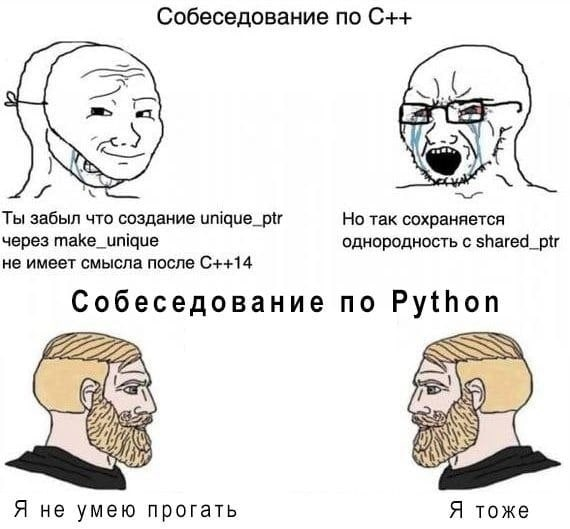 Собеседование по C++
Ты забыл что создание unique_ptr
через make_unique
не имеет смысла после C++14
Но так сохраняется
однородность с shared_ptr
Собеседование по Python
Я не умею прогать
Я тоже